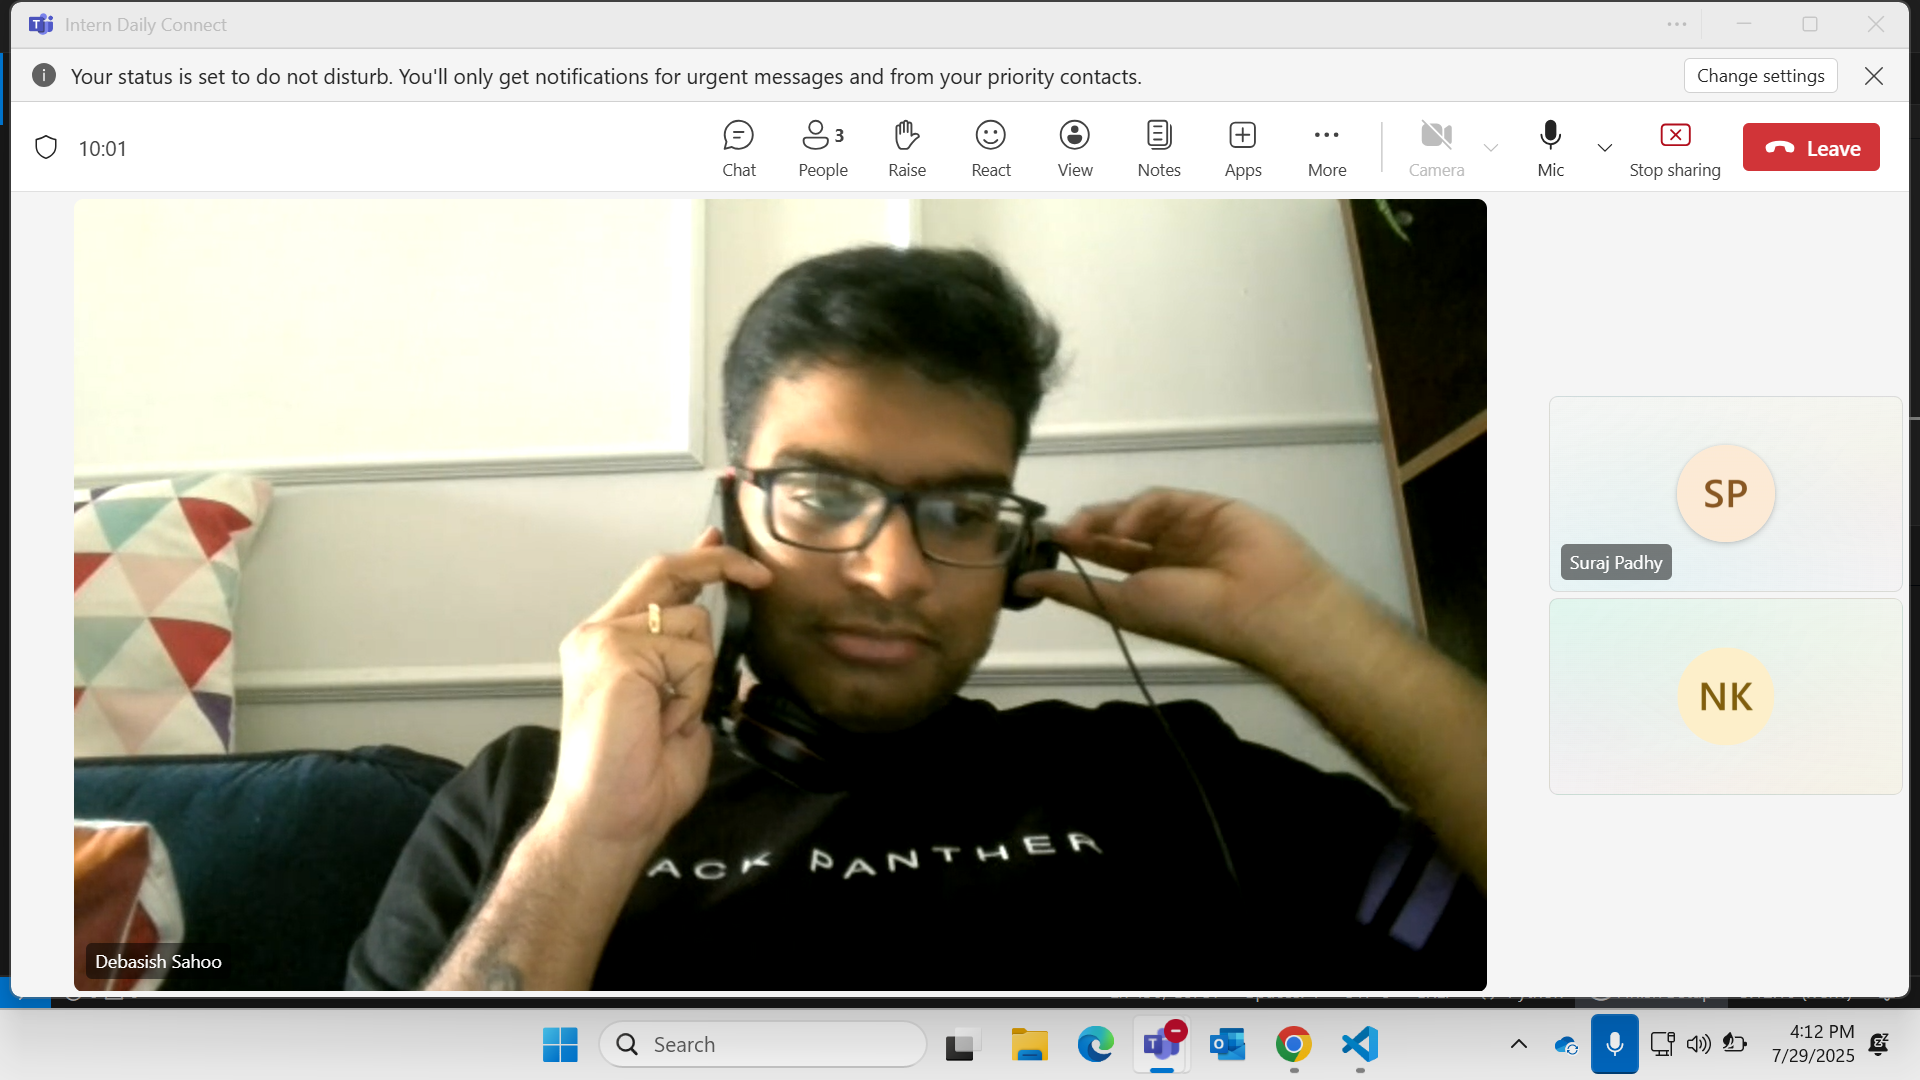 Intern Daily Connect
Your status is set to do not disturb. You'll only get notifications for urgent messages and from your priority contacts.
Change settings
10:01
Chat
People 3
Raise
React
View
Notes
Apps
More
Camera
Mic
Stop sharing
Leave
SP
Suraj Padhy
NK
ACK PANTHER
Debasish Sahoo
Search
4:12 PM
7/29/2025